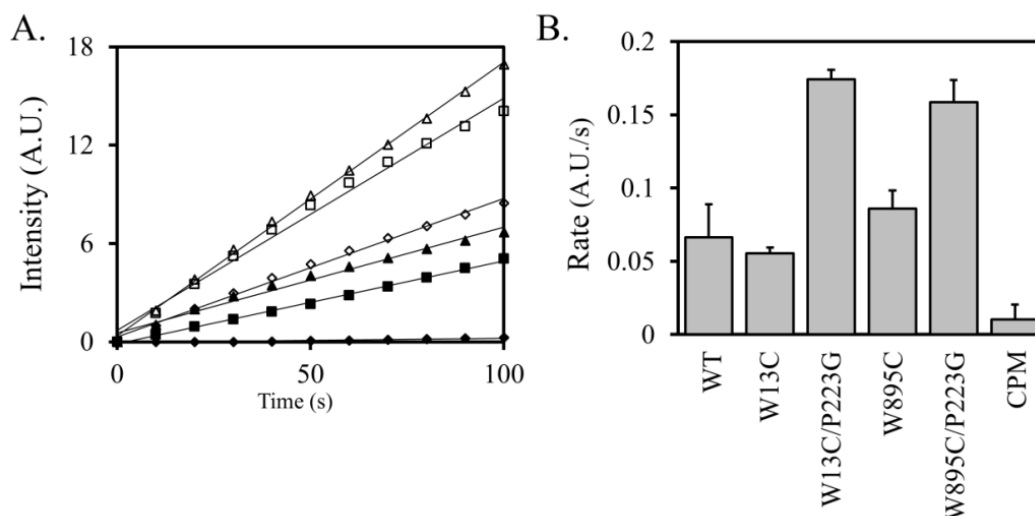 A.
18
12
6
0
Intensity (A.U.)
0
50
100
Time (s)
B.
0.2
0.15
0.1
0.05
0
Rate (A.U./s)
WT
W13C
W13C/P223G
W895C
W895C/P223G
CPM